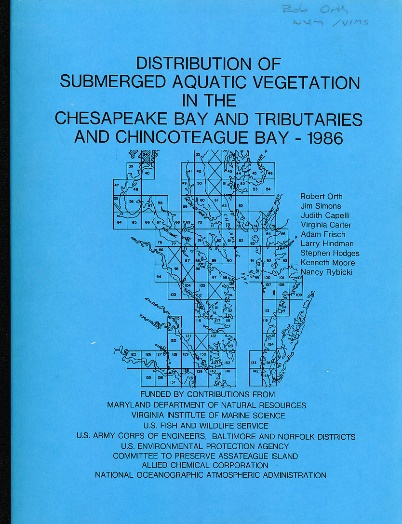 Bob Orth
DISTRIBUTION OF
SUBMERGED AQUATIC VEGETATION
IN THE
CHESAPEAKE BAY AND TRIBUTARIES
AND CHINCOTEAGUE BAY - 1986
Robert Orth
Jim Simons
Judith Capelli
Virginia Carter
Adam Frisch
Larry Hindman
Stephen Hodges
Kenneth Moore
Nancy Rybicki
FUNDED BY CONTRIBUTIONS FROM
MARYLAND DEPARTMENT OF NATURAL RESOURCES
VIRGINIA INSTITUTE OF MARINE SCIENCE
U.S. FISH AND WILDLIFE SERVICE
U.S. ARMY CORPS OF ENGINEERS, BALTIMORE AND NORFOLK DISTRICTS
U.S. ENVIRONMENTAL PROTECTION AGENCY
COMMITTEE TO PRESERVE ASSATEAGUE ISLAND
ALLIED CHEMICAL CORPORATION
NATIONAL OCEANOGRAPHIC ATMOSPHERIC ADMINISTRATION